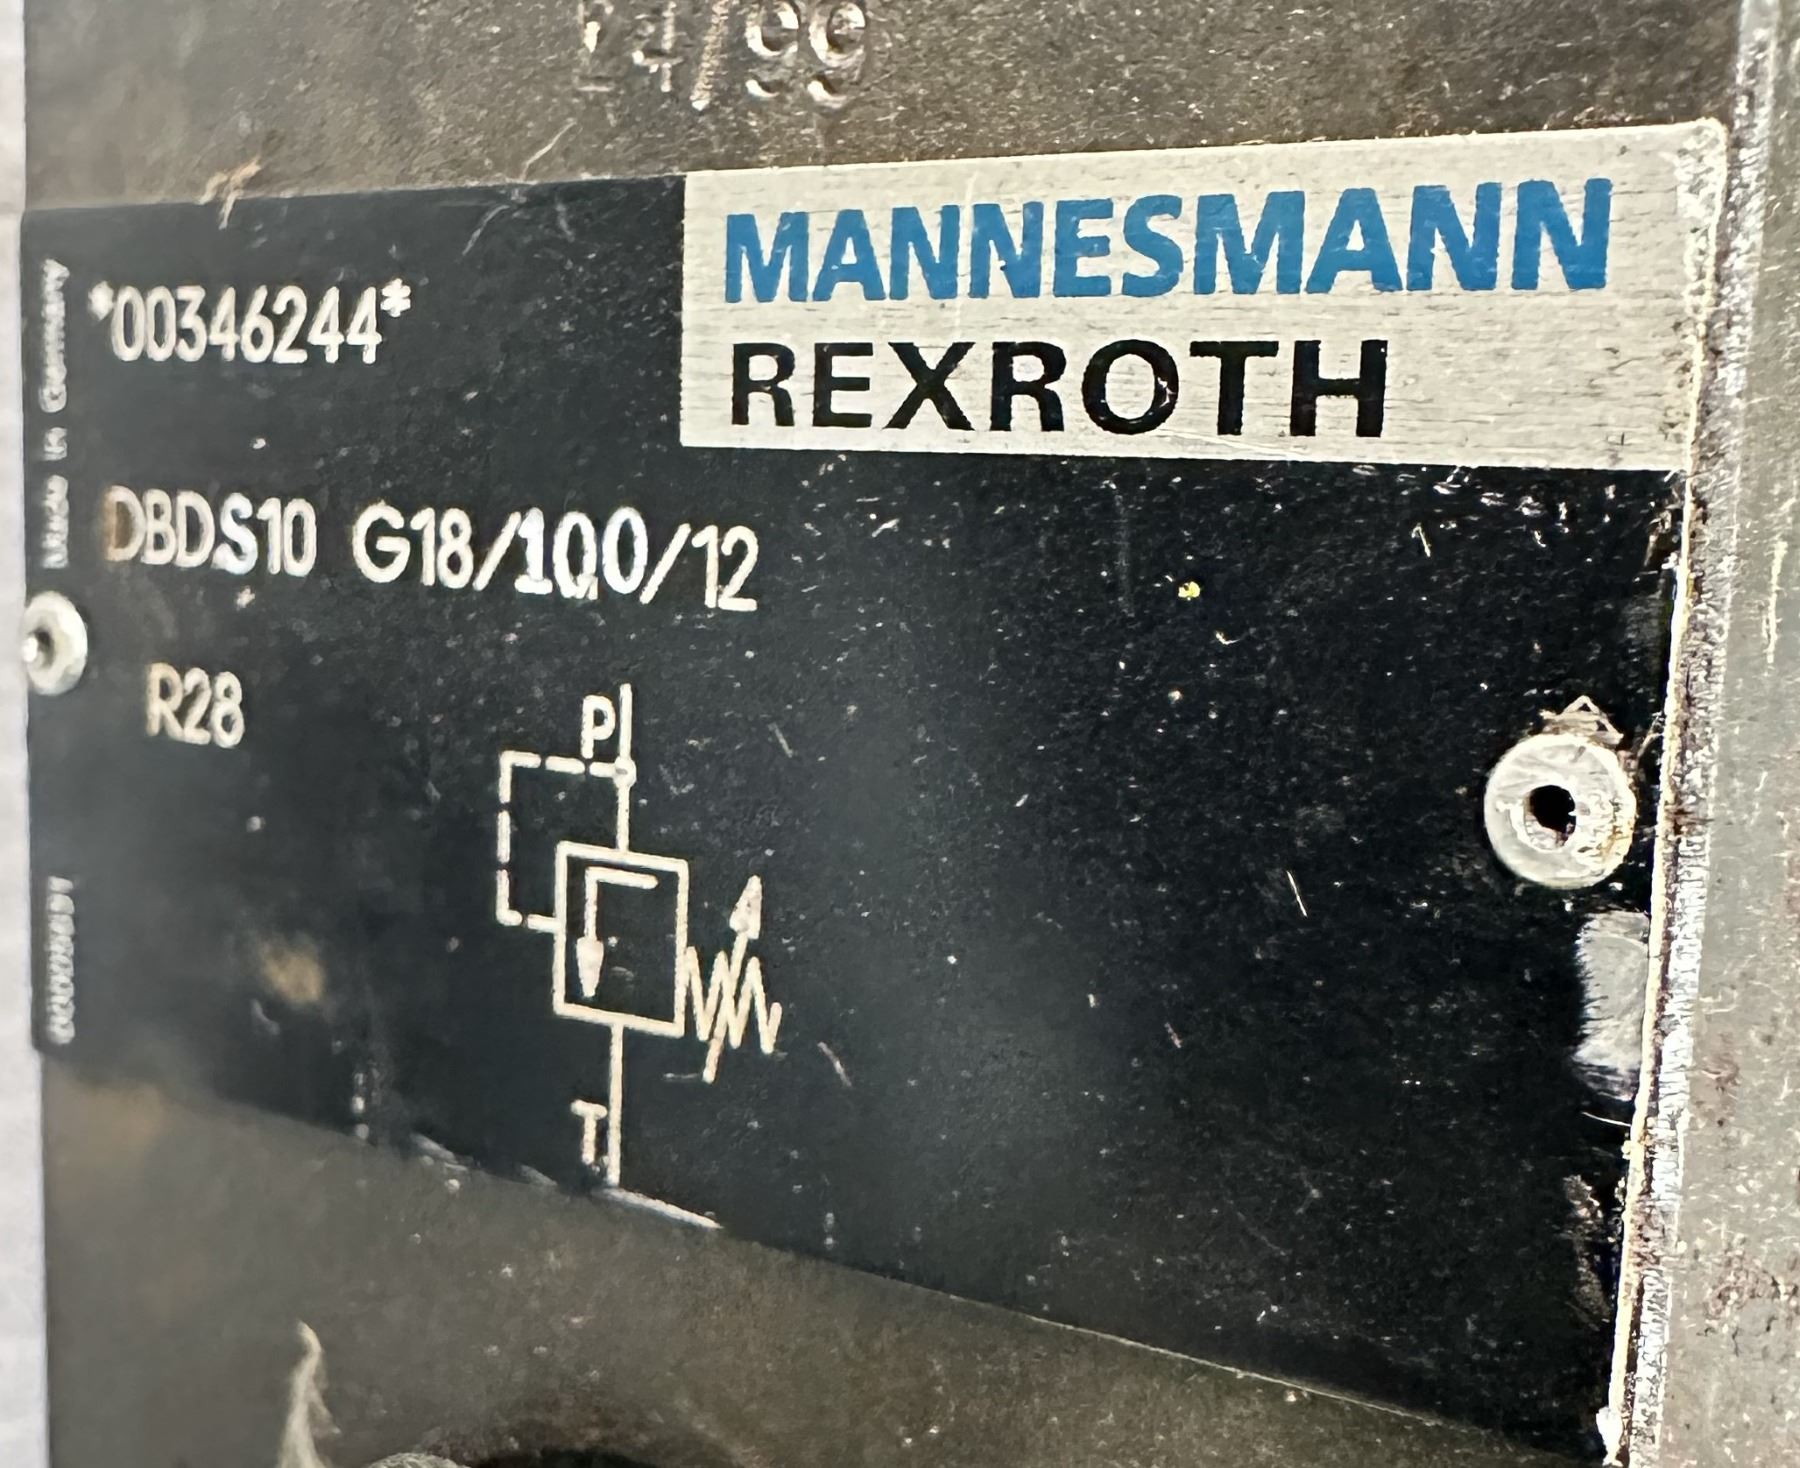 24/99
MANNESMANN
REXROTH
Made in Germany
*00346244*
DBDS10 G18/100/12
R28
P
T